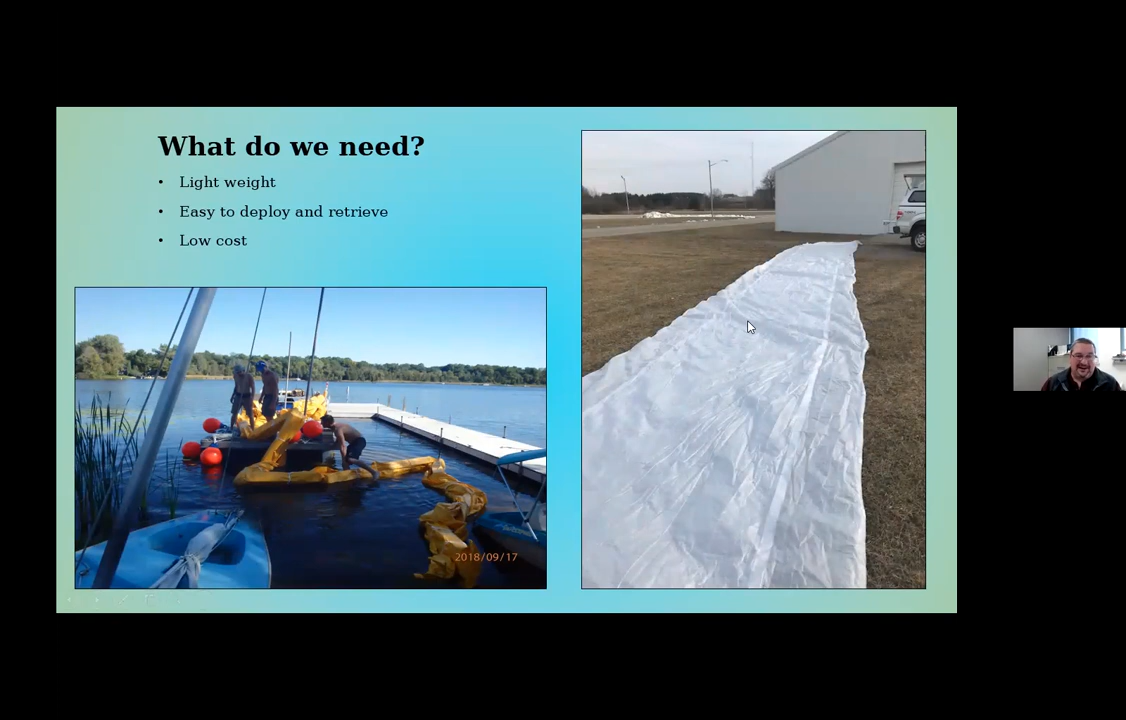 What do we need?
• Light weight
• Easy to deploy and retrieve
• Low cost
2018/09/17